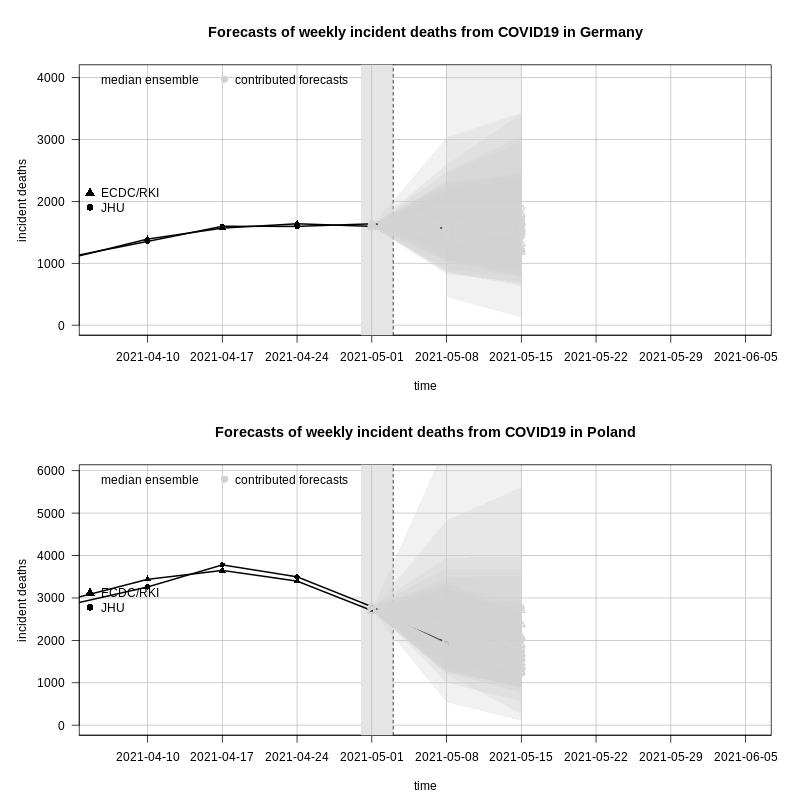 Forecasts of weekly incident deaths from COVID19 in Germany
median ensemble contributed forecasts
4000
3000
2000
1000
0
incident deaths
ECDC/RKI
JHU
2021-04-10 2021-04-17 2021-04-24 2021-05-01 2021-05-08 2021-05-15 2021-05-22 2021-05-29 2021-06-05
time
Forecasts of weekly incident deaths from COVID19 in Poland
median ensemble contributed forecasts
6000
5000
4000
3000
2000
1000
0
incident deaths
ECDC/RKI
JHU
2021-04-10 2021-04-17 2021-04-24 2021-05-01 2021-05-08 2021-05-15 2021-05-22 2021-05-29 2021-06-05
time